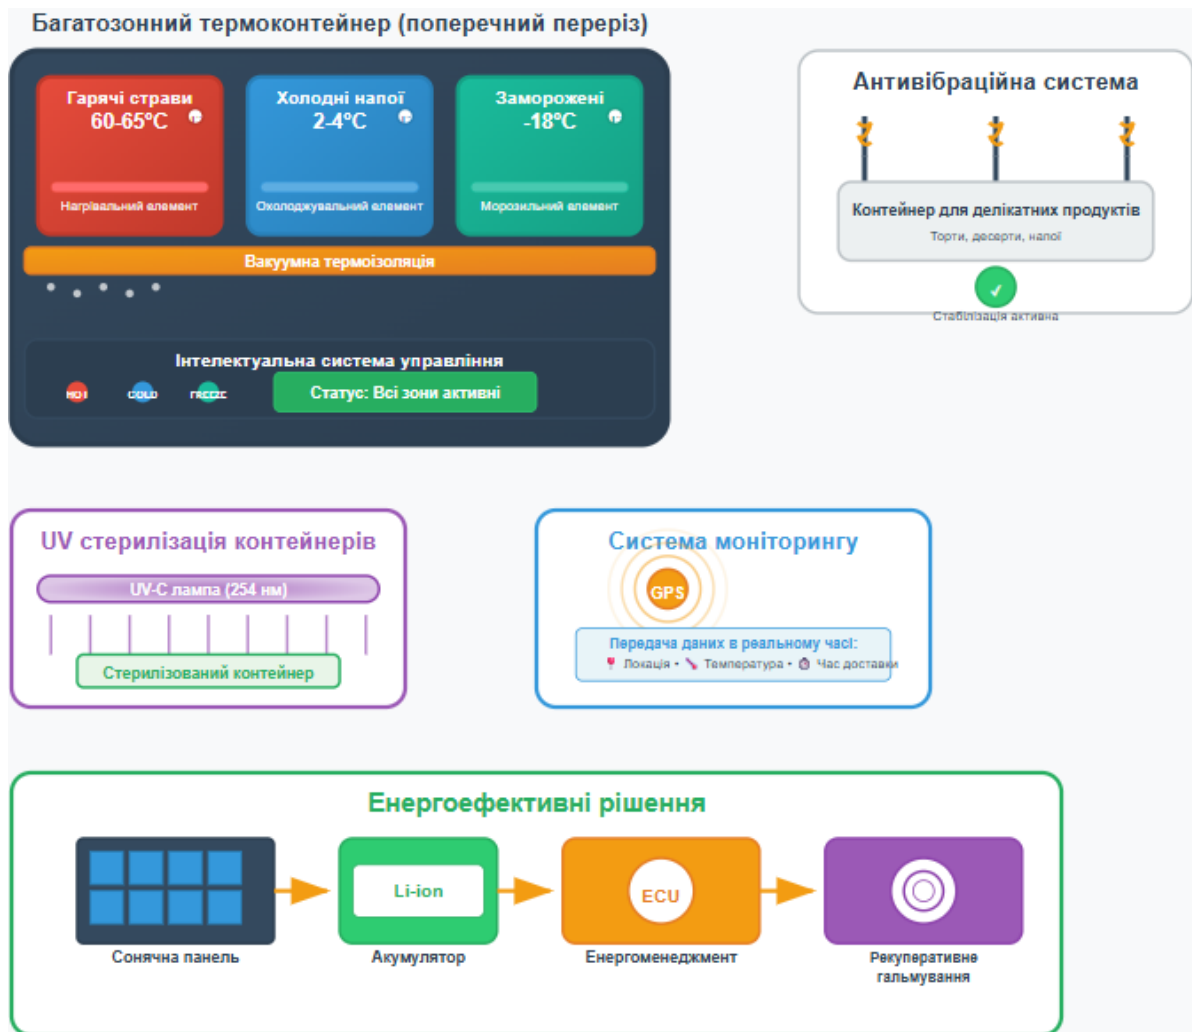 Багатозонний термоконтейнер (поперечний переріз)
Гарячі страви
60-65°C
Нагрівальний елемент
Холодні напої
2-4°C
Охолоджувальний елемент
Заморожені
-18°C
Морозильний елемент
Вакуумна термоізоляція
Інтелектуальна система управління
HOT
COLD
FREEZE
Статус: Всі зони активні
Антивібраційна система
Контейнер для делікатних продуктів
Торти, десерти, напої
✓
Стабілізація активна
UV стерилізація контейнерів
UV-C лампа (254 нм)
Стерилізований контейнер
Система моніторингу
GPS
Передача даних в реальному часі:
📍 Локація • 🌡 Температура • ⏱ Час доставки
Енергоефективні рішення
Li-ion
ECU
Сонячна панель
Акумулятор
Енергоменеджмент
Рекуперативне
гальмування